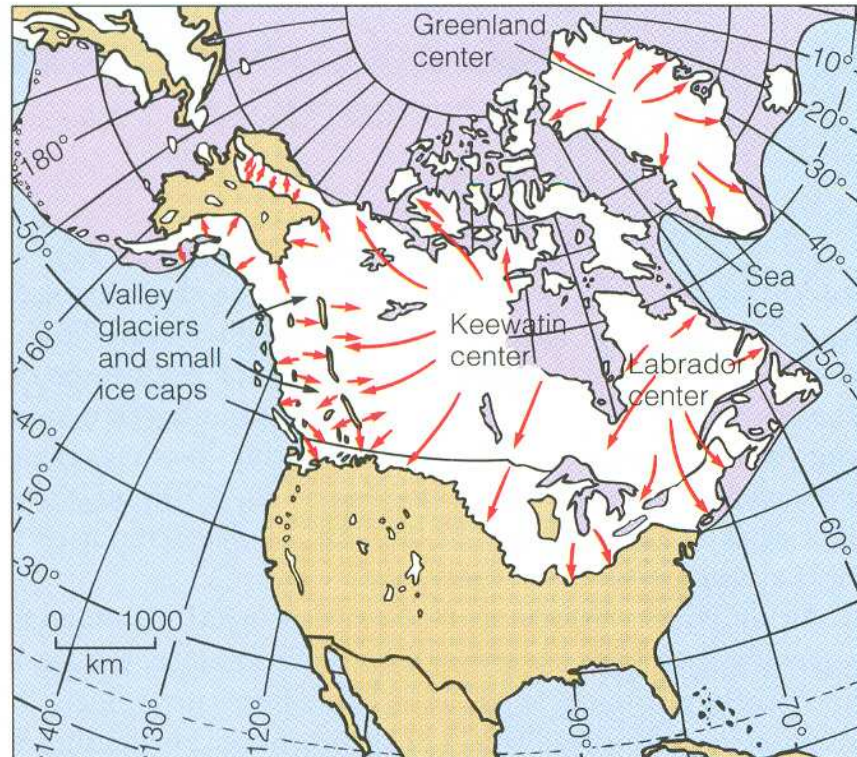 Greenland
center
10°
20°
30°
180°
50°
40°
Sea
ice
Valley
glaciers
and small
ice caps
160°
Keewatin
center
Labrador
center
50°
40°
150°
60°
30°
0 1000
km
140°
130°
120°
90°
70°